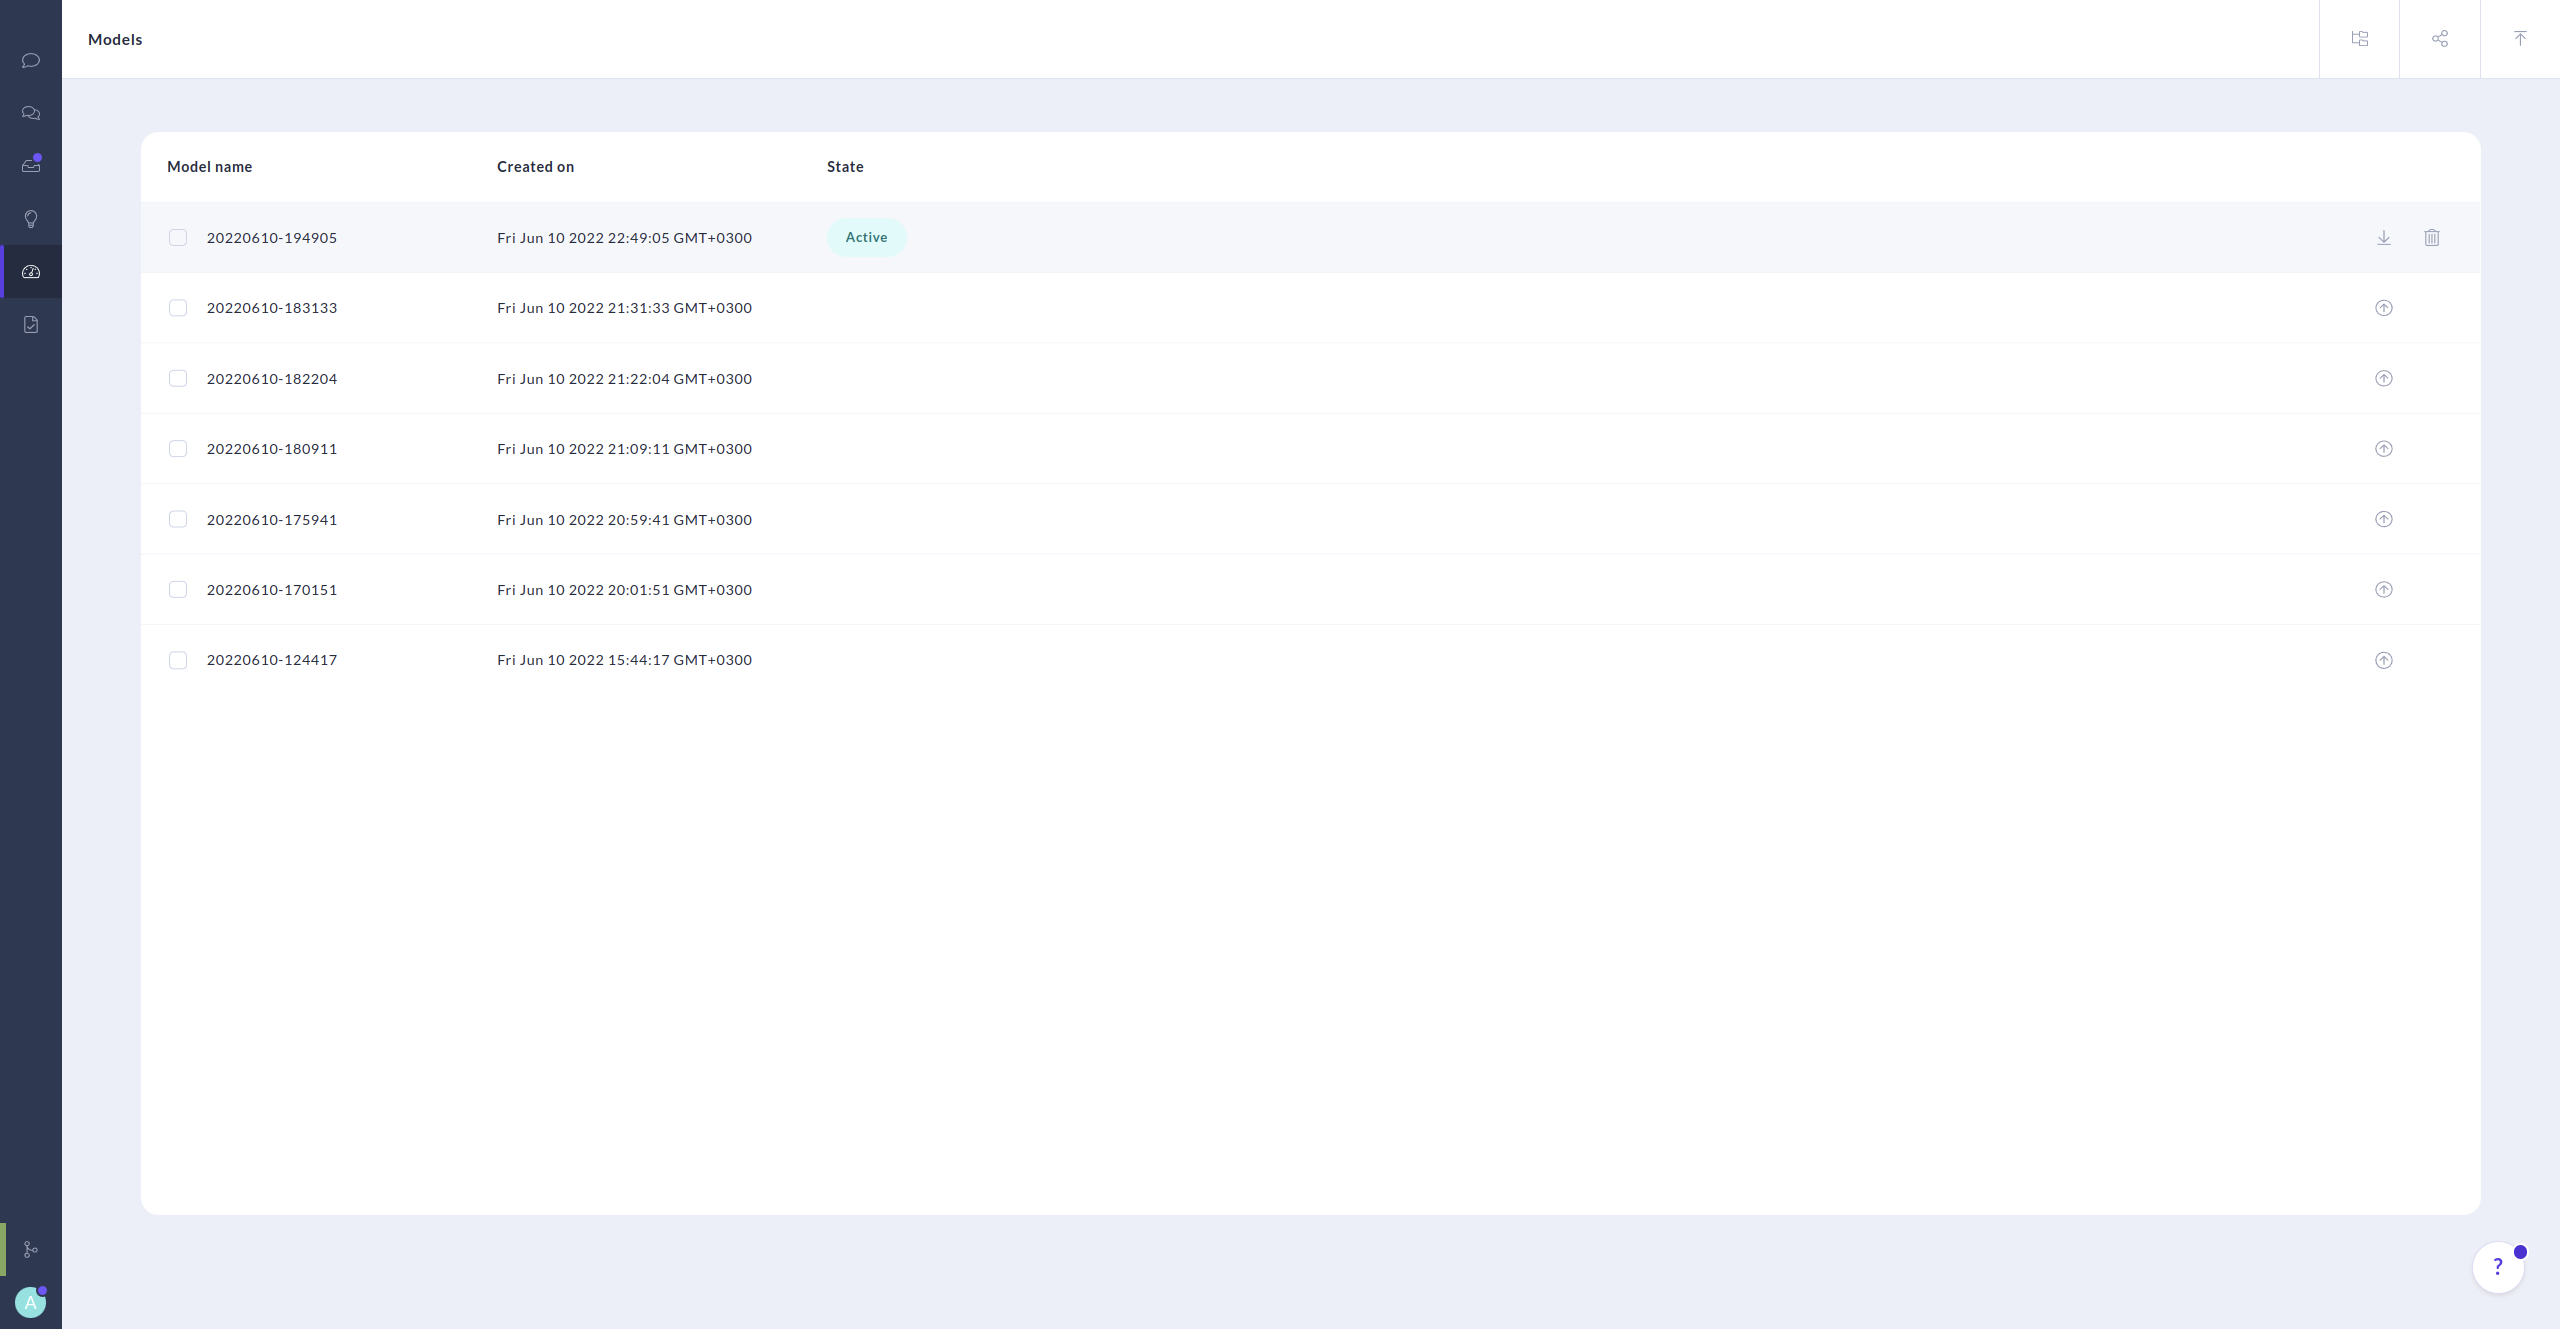 Models
Model name Created on State
20220610-194905 Fri Jun 10 2022 22:49:05 GMT+0300 Active
20220610-183133 Fri Jun 10 2022 21:31:33 GMT+0300
20220610-182204 Fri Jun 10 2022 21:22:04 GMT+0300
20220610-180911 Fri Jun 10 2022 21:09:11 GMT+0300
20220610-175941 Fri Jun 10 2022 20:59:41 GMT+0300
20220610-170151 Fri Jun 10 2022 20:01:51 GMT+0300
20220610-124417 Fri Jun 10 2022 15:44:17 GMT+0300
?
A